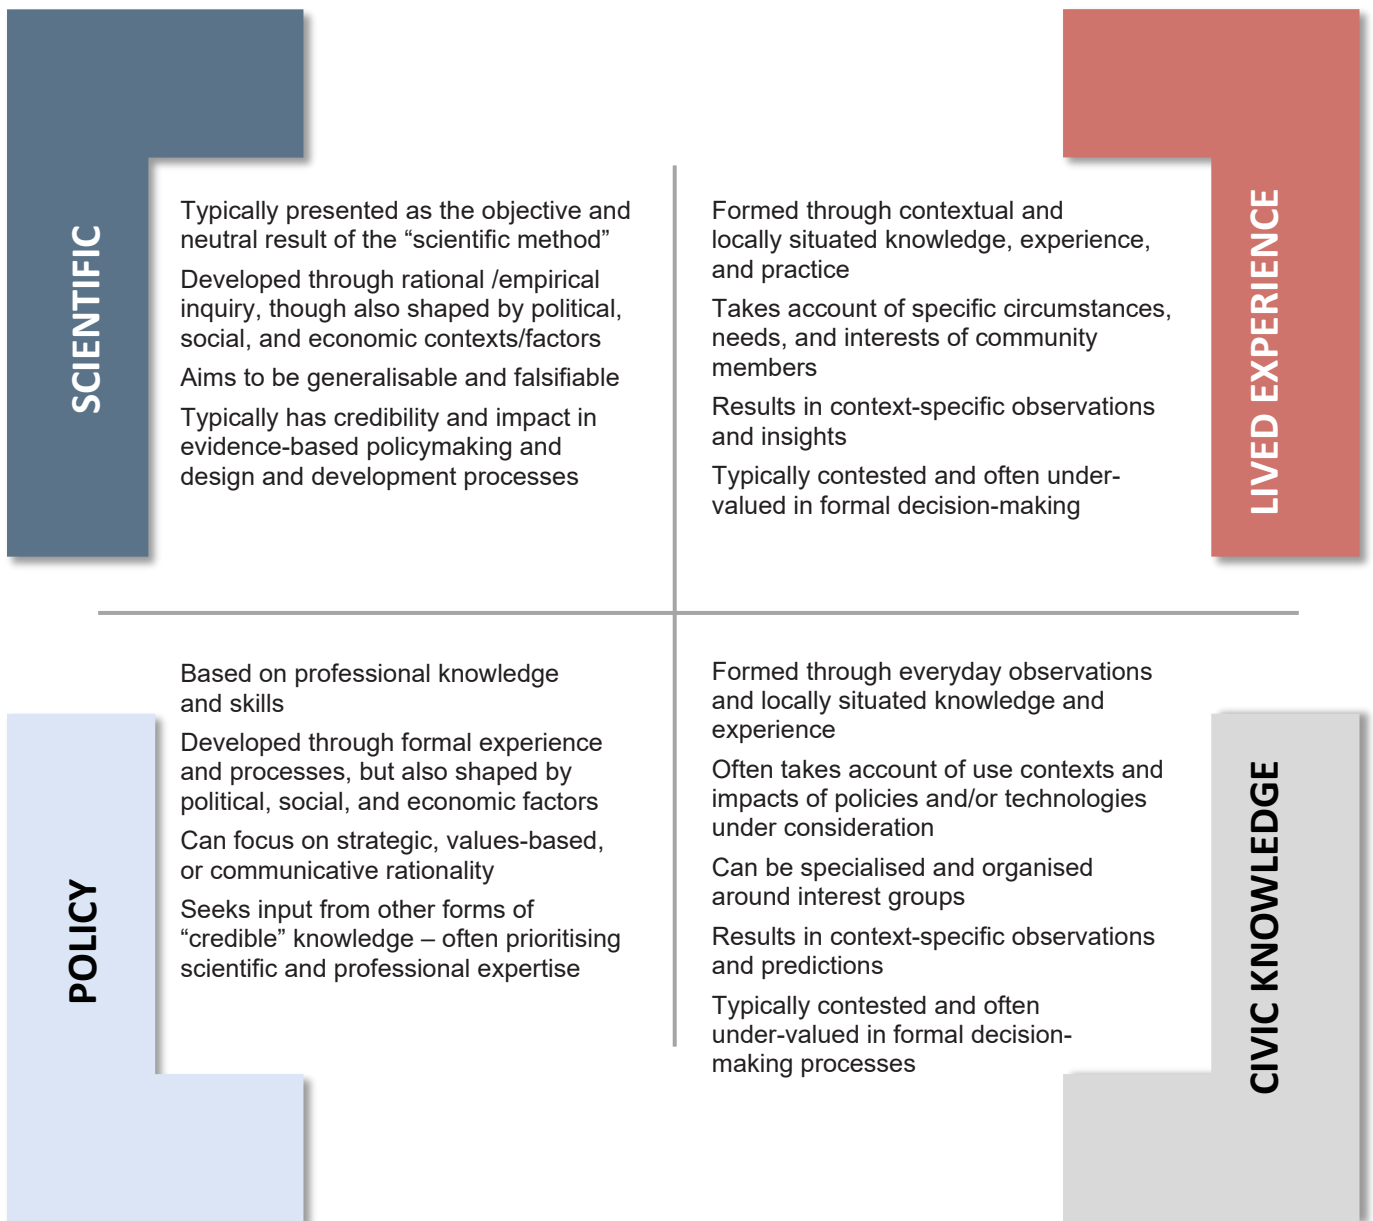 SCIENTIFIC
Typically presented as the objective and
neutral result of the “scientific method”
Developed through rational /empirical
inquiry, though also shaped by political,
social, and economic contexts/factors
Aims to be generalisable and falsifiable
Typically has credibility and impact in
evidence-based policymaking and
design and development processes
LIVED EXPERIENCE
Formed through contextual and
locally situated knowledge, experience,
and practice
Takes account of specific circumstances,
needs, and interests of community
members
Results in context-specific observations
and insights
Typically contested and often under-
valued in formal decision-making
POLICY
Based on professional knowledge
and skills
Developed through formal experience
and processes, but also shaped by
political, social, and economic factors
Can focus on strategic, values-based,
or communicative rationality
Seeks input from other forms of
“credible” knowledge – often prioritising
scientific and professional expertise
CIVIC KNOWLEDGE
Formed through everyday observations
and locally situated knowledge and
experience
Often takes account of use contexts and
impacts of policies and/or technologies
under consideration
Can be specialised and organised
around interest groups
Results in context-specific observations
and predictions
Typically contested and often
under-valued in formal decision-
making processes